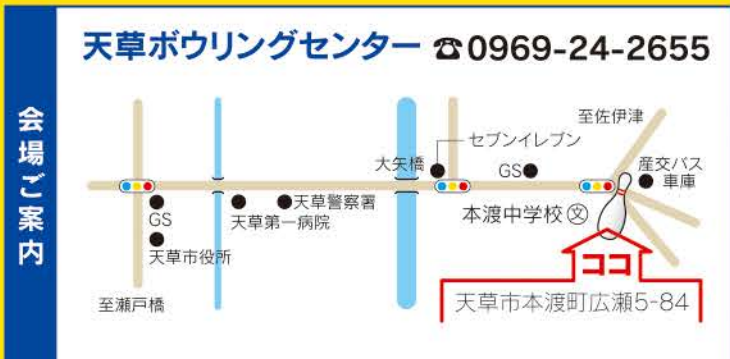 会場ご案内
天草ボウリングセンター ☎0969-24-2655
至佐伊津
セブンイレブン
大矢橋
GS
産交バス
車庫
天草警察署
GS
天草第一病院
本渡中学校 文
天草市役所
ココ
至瀬戸橋
天草市本渡町広瀬5-84